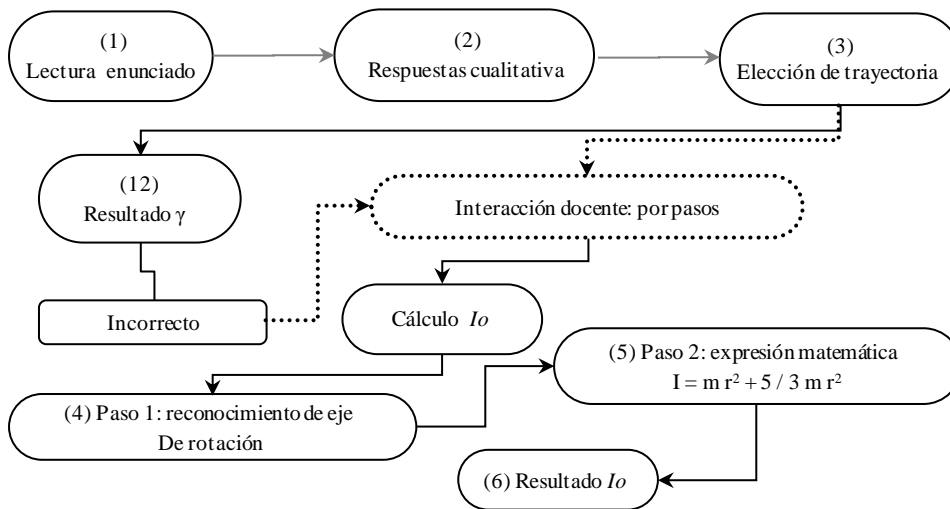 (1)
Lectura enunciado
(2)
Respuestas cualitativa
(3)
Elección de trayectoria
(12)
Resultado γ
Interacción docente: por pasos
Incorrecto
Cálculo Io
(5) Paso 2: expresión matemática
I = m r² + 5 / 3 m r²
(4) Paso 1: reconocimiento de eje
De rotación
(6) Resultado Io